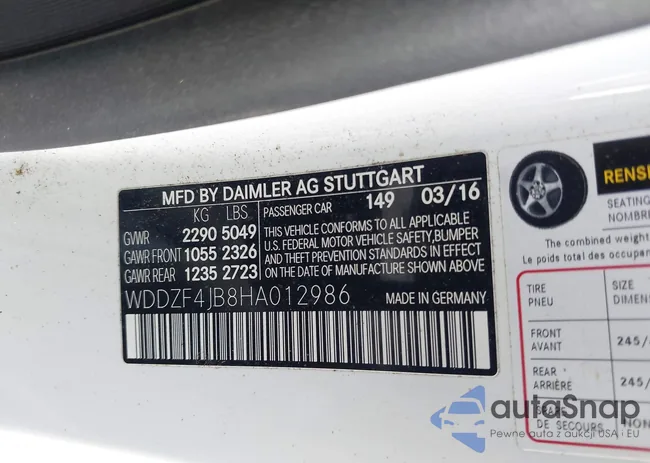 MFD BY DAIMLER AG STUTTGART
KG LBS PASSENGER CAR 149 03/16
GVWR 2290 5049
GAWR FRONT 1055 2326
GAWR REAR 1235 2723
THIS VEHICLE CONFORMS TO ALL APPLICABLE
U.S. FEDERAL MOTOR VEHICLE SAFETY, BUMPER
AND THEFT PREVENTION STANDARDS IN EFFECT
ON THE DATE OF MANUFACTURE SHOWN ABOVE.
WDDZF4JB8HA012986 MADE IN GERMANY
RENSE
SEATING
NOMBRE
The combined weight
Le poids total des occupa
TIRE SIZE
PNEU DIMEN
FRONT 245/
AVANT
REAR 245/
ARRIÈRE
SPARE NON
DE SECOURS
autaSnap
Pewne auta z aukcji USA i EU